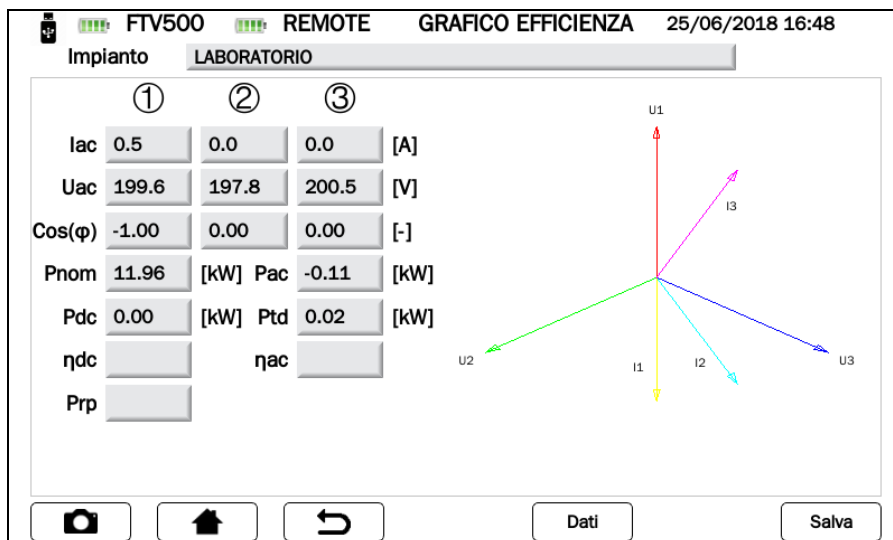 FTV500 REMOTE GRAFICO EFFICIENZA 25/06/2018 16:48
Impianto LABORATORIO
① ② ③
Iac 0.5 0.0 0.0 [A]
Uac 199.6 197.8 200.5 [V]
Cos(φ) -1.00 0.00 0.00 [-]
Pnom 11.96 [kW] Pac -0.11 [kW]
Pdc 0.00 [kW] Ptd 0.02 [kW]
ηdc ηac
Prp
U1
I3
U2
I1
I2
U3
Dati Salva